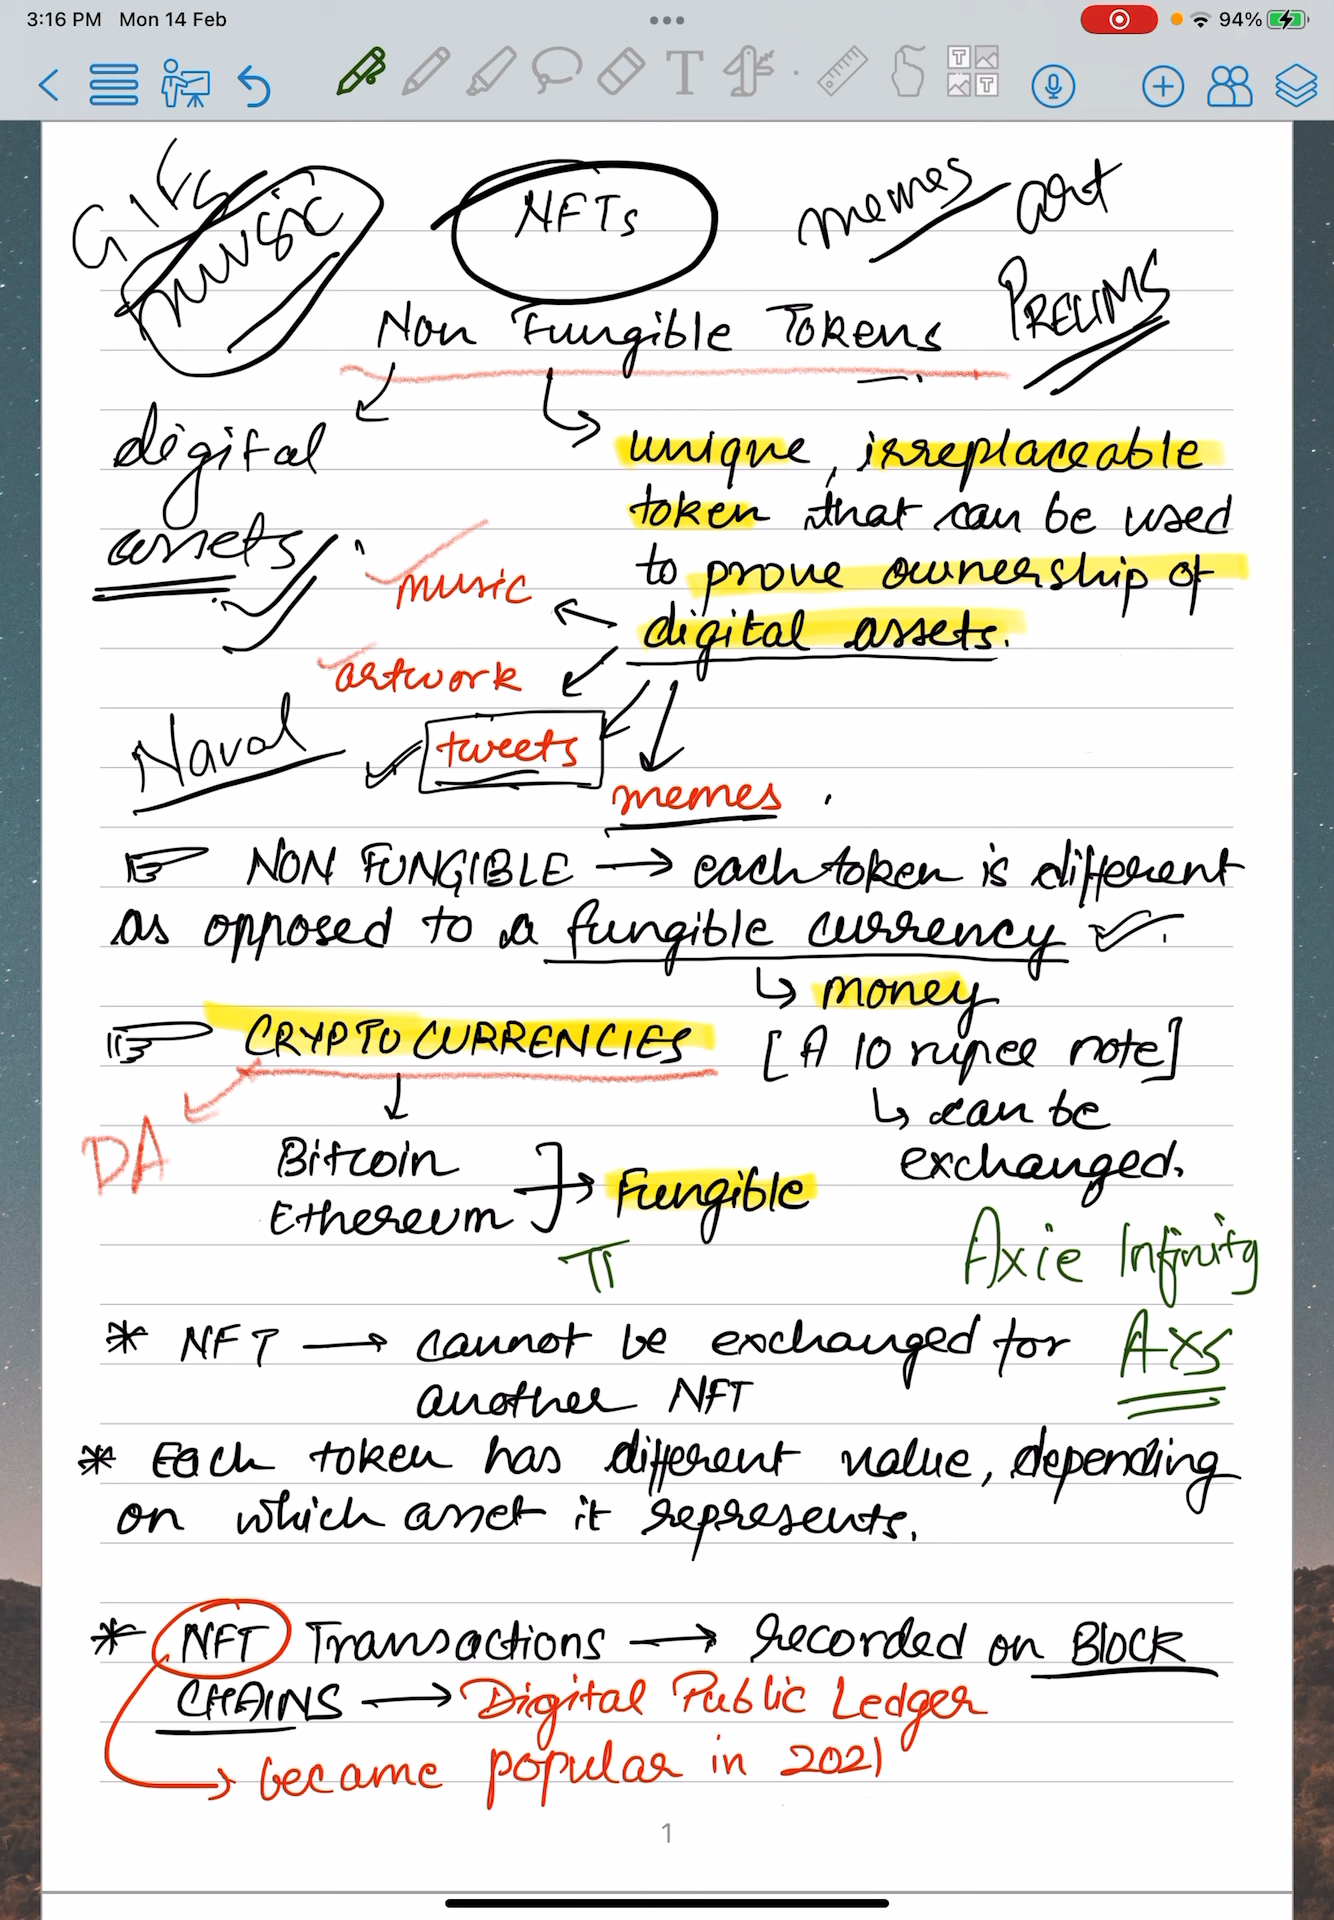 3:16 PM Mon 14 Feb
94%
GIFs
music
NFTs
memes
art
PRELIMS
Non Fungible Tokens
digital
assets
unique, irreplaceable
token that can be used
to prove ownership of
digital assets.
music
artwork
Naval
tweets
memes
NON FUNGIBLE → each token is different
as opposed to a fungible currency
↳ money
CRYPTO CURRENCIES
[A 10 rupee note]
↳ can be
exchanged.
DA
Bitcoin
Ethereum
→ Fungible
Axie Infinity
AXS
* NFT → cannot be exchanged for
another NFT
* Each token has different value, depending
on which asset it represents.
* NFT Transactions → recorded on BLOCK
CHAINS → Digital Public Ledger
→ became popular in 2021
1